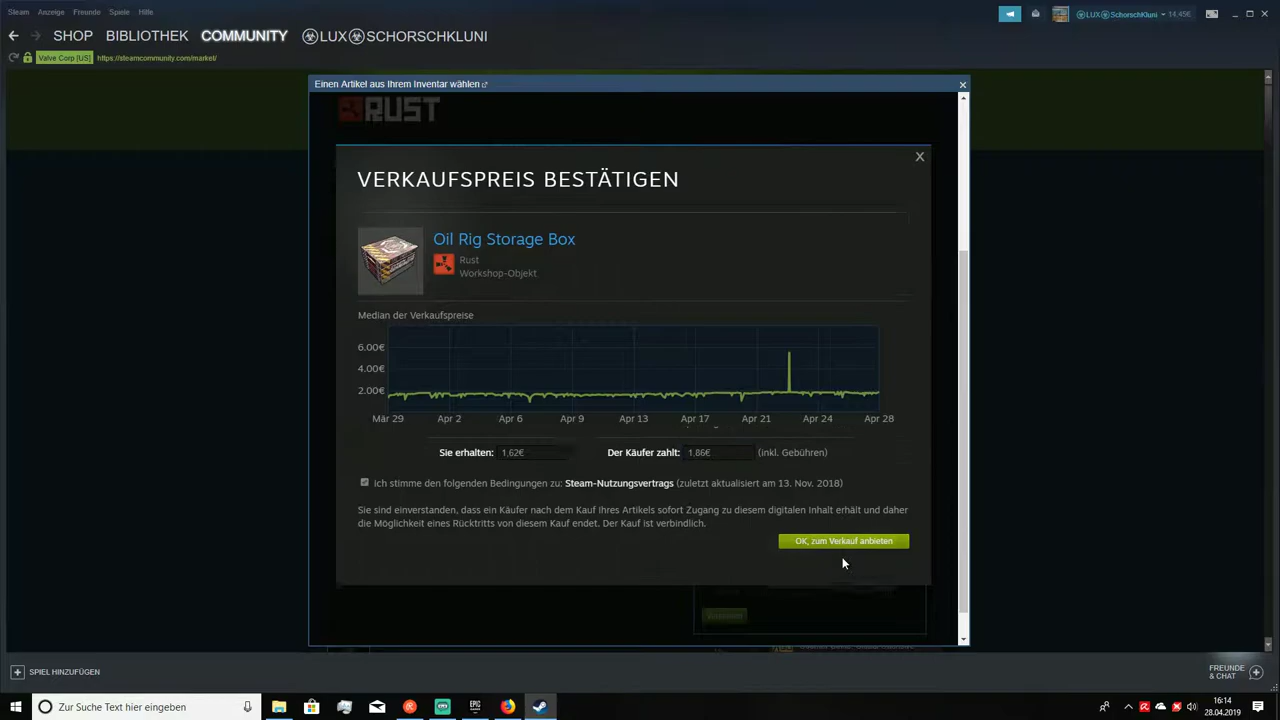 Steam Anzeige Freunde Spiele Hilfe
LUX SchorschKluni 14,45€
SHOP BIBLIOTHEK COMMUNITY LUX SCHORSCHKLUNI
Valve Corp [US] https://steamcommunity.com/market/
Einen Artikel aus Ihrem Inventar wählen
RUST
X
VERKAUFSPREIS BESTÄTIGEN
Oil Rig Storage Box
Rust
Workshop-Objekt
Median der Verkaufspreise
6.00€
4.00€
2.00€
Mär 29 Apr 2 Apr 6 Apr 9 Apr 13 Apr 17 Apr 21 Apr 24 Apr 28
Sie erhalten: 1,62€ Der Käufer zahlt: 1,86€ (inkl. Gebühren)
Ich stimme den folgenden Bedingungen zu: Steam-Nutzungsvertrags (zuletzt aktualisiert am 13. Nov. 2018)
Sie sind einverstanden, dass ein Käufer nach dem Kauf Ihres Artikels sofort Zugang zu diesem digitalen Inhalt erhält und daher
die Möglichkeit eines Rücktritts von diesem Kauf endet. Der Kauf ist verbindlich.
OK, zum Verkauf anbieten
Verkaufen
SPIEL HINZUFÜGEN
FREUNDE
& CHAT
Zur Suche Text hier eingeben
EPIC
16:14
28.04.2019